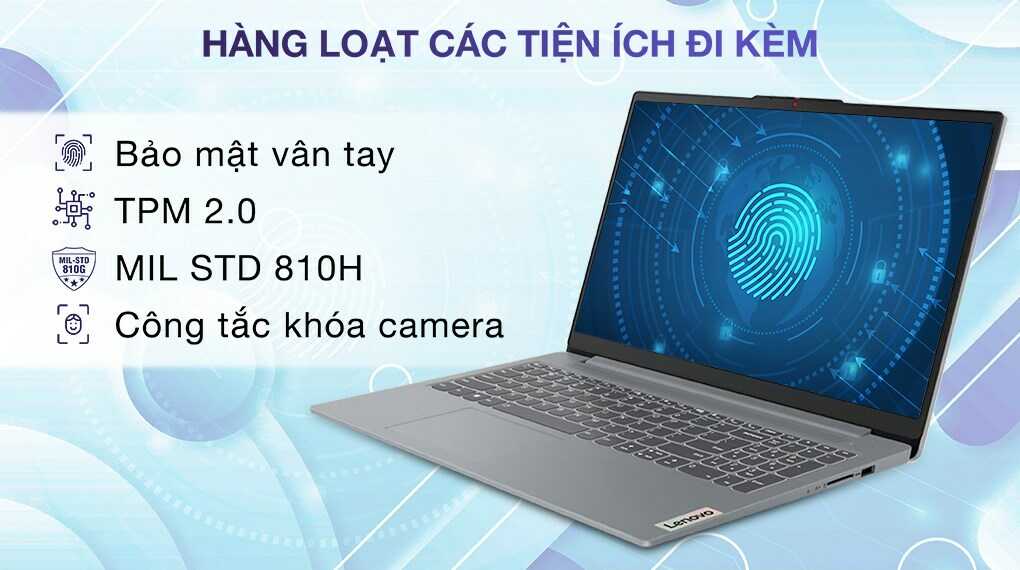 HÀNG LOẠT CÁC TIỆN ÍCH ĐI KÈM
Bảo mật vân tay
TPM 2.0
MIL-STD
810G
MIL STD 810H
Công tắc khóa camera
Lenovo